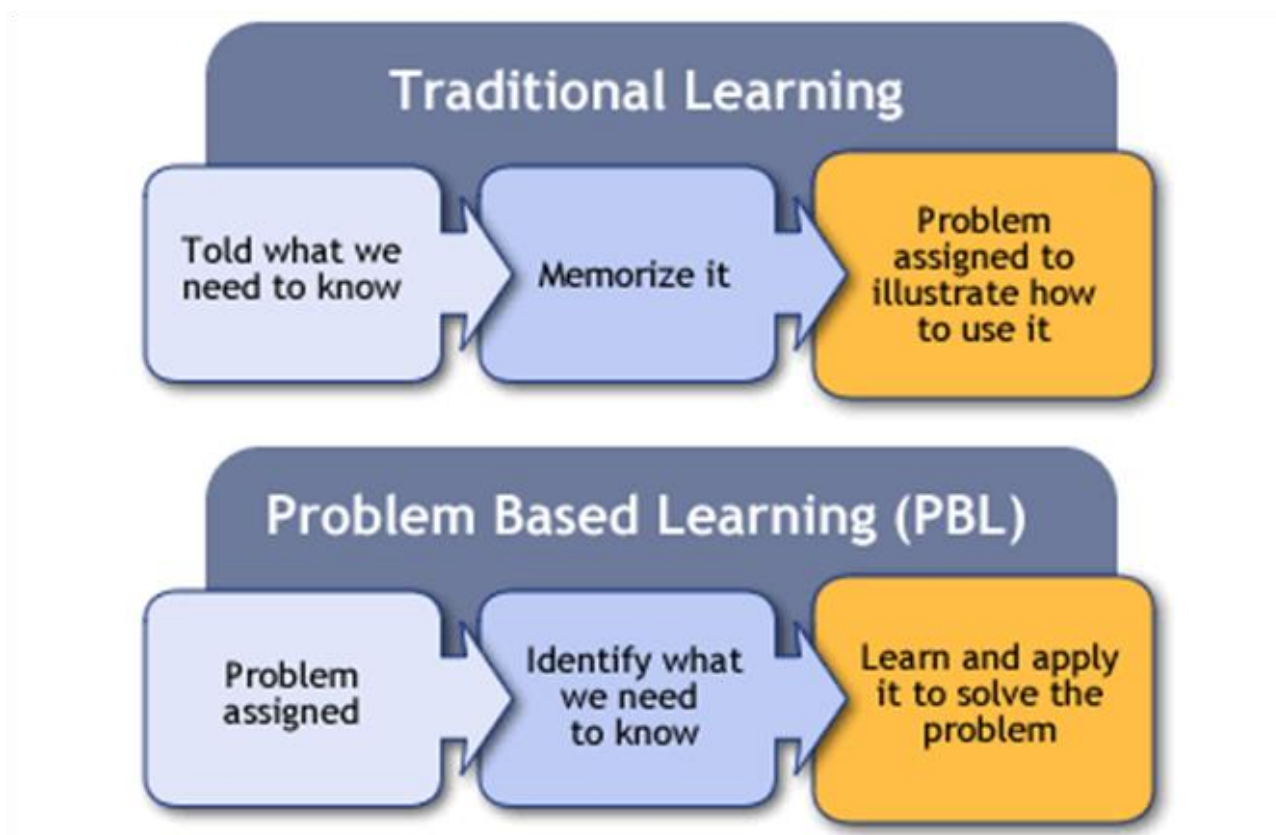 Traditional Learning
Told what we
need to know
Memorize it
Problem
assigned to
illustrate how
to use it
Problem Based Learning (PBL)
Problem
assigned
Identify what
we need
to know
Learn and apply
it to solve the
problem